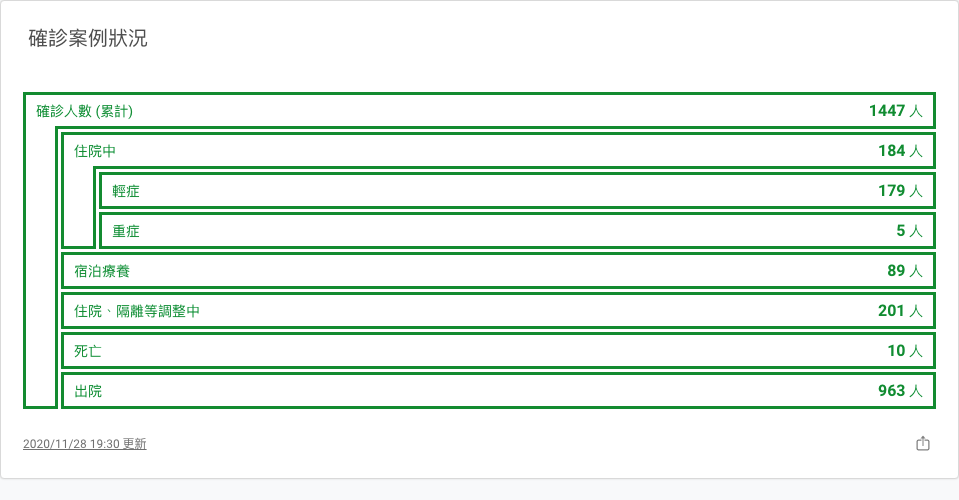 確診案例狀況
確診人數 (累計) 1447 人
住院中 184 人
輕症 179 人
重症 5 人
宿泊療養 89 人
住院、隔離等調整中 201 人
死亡 10 人
出院 963 人
2020/11/28 19:30 更新